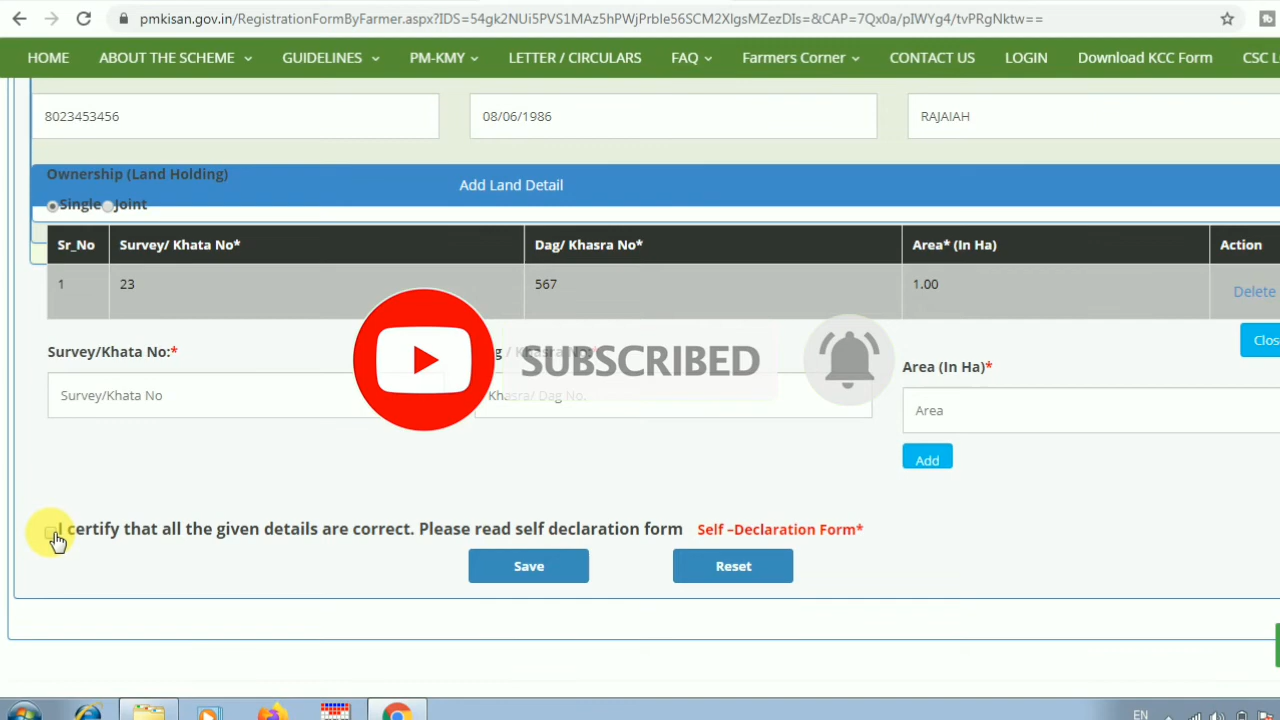 pmkisan.gov.in/RegistrationFormByFarmer.aspx?IDS=54gk2NUi5PVS1MAz5hPWjPrbIe56SCM2XlgsMZezDIs=&CAP=7Qx0a/pIWYg4/tvPRgNktw==
HOME ABOUT THE SCHEME GUIDELINES PM-KMY LETTER / CIRCULARS FAQ Farmers Corner CONTACT US LOGIN Download KCC Form CSC L
8023453456 08/06/1986 RAJAIAH
Ownership (Land Holding)
Add Land Detail
Single Joint
Sr_No Survey/ Khata No* Dag/ Khasra No* Area* (In Ha) Action
1 23 567 1.00 Delete
Clos
Survey/Khata No:*
SUBSCRIBED
Area (In Ha)*
Survey/Khata No Khasra/ Dag No. Area
Add
I certify that all the given details are correct. Please read self declaration form Self –Declaration Form*
Save Reset
EN